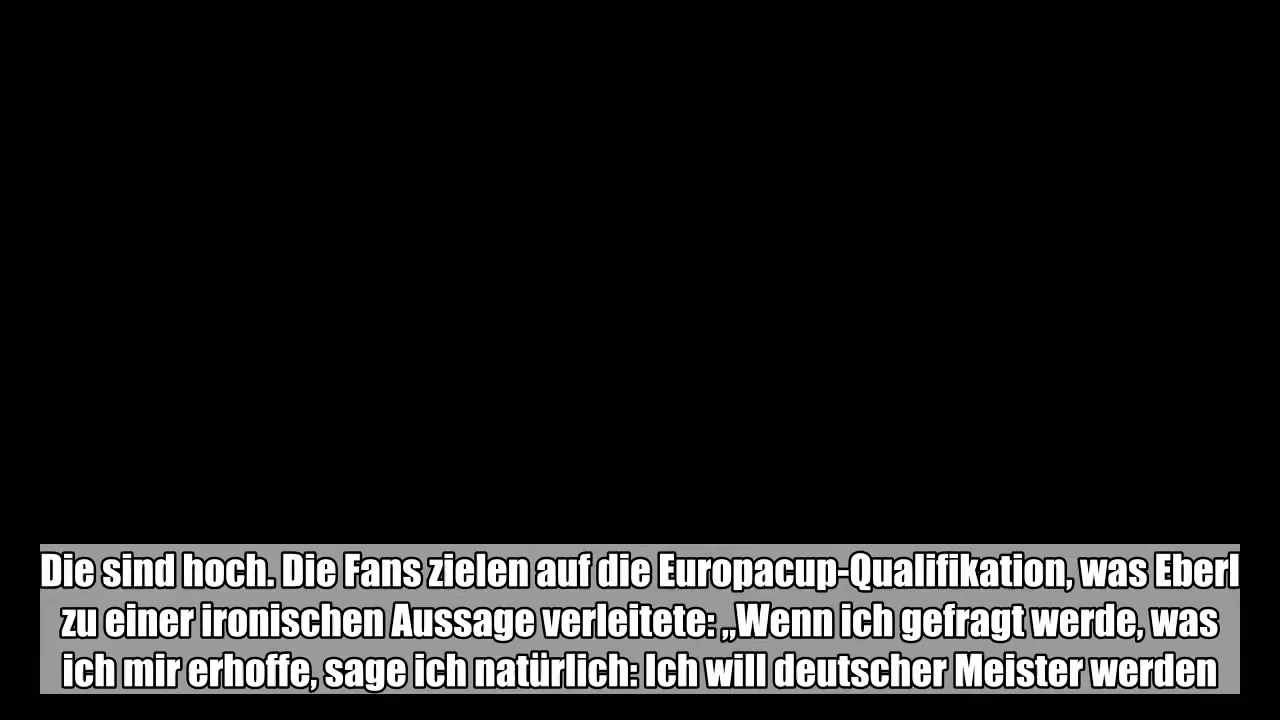 Die sind hoch. Die Fans zielen auf die Europacup-Qualifikation, was Eberl
zu einer ironischen Aussage verleitete: „Wenn ich gefragt werde, was
ich mir erhoffe, sage ich natürlich: Ich will deutscher Meister werden